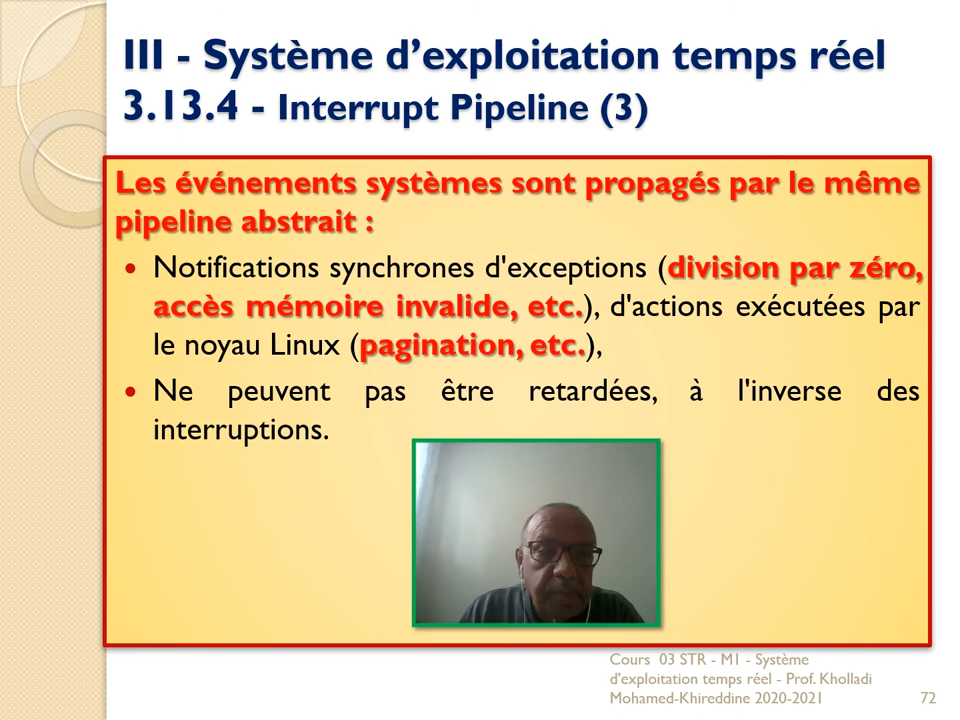 III - Système d’exploitation temps réel
3.13.4 - Interrupt Pipeline (3)
Les événements systèmes sont propagés par le même
pipeline abstrait :
• Notifications synchrones d'exceptions (division par zéro,
accès mémoire invalide, etc.), d'actions exécutées par
le noyau Linux (pagination, etc.),
• Ne peuvent pas être retardées, à l'inverse des
interruptions.
Cours 03 STR - M1 - Système
d'exploitation temps réel - Prof. Kholladi
Mohamed-Khireddine 2020-2021
72